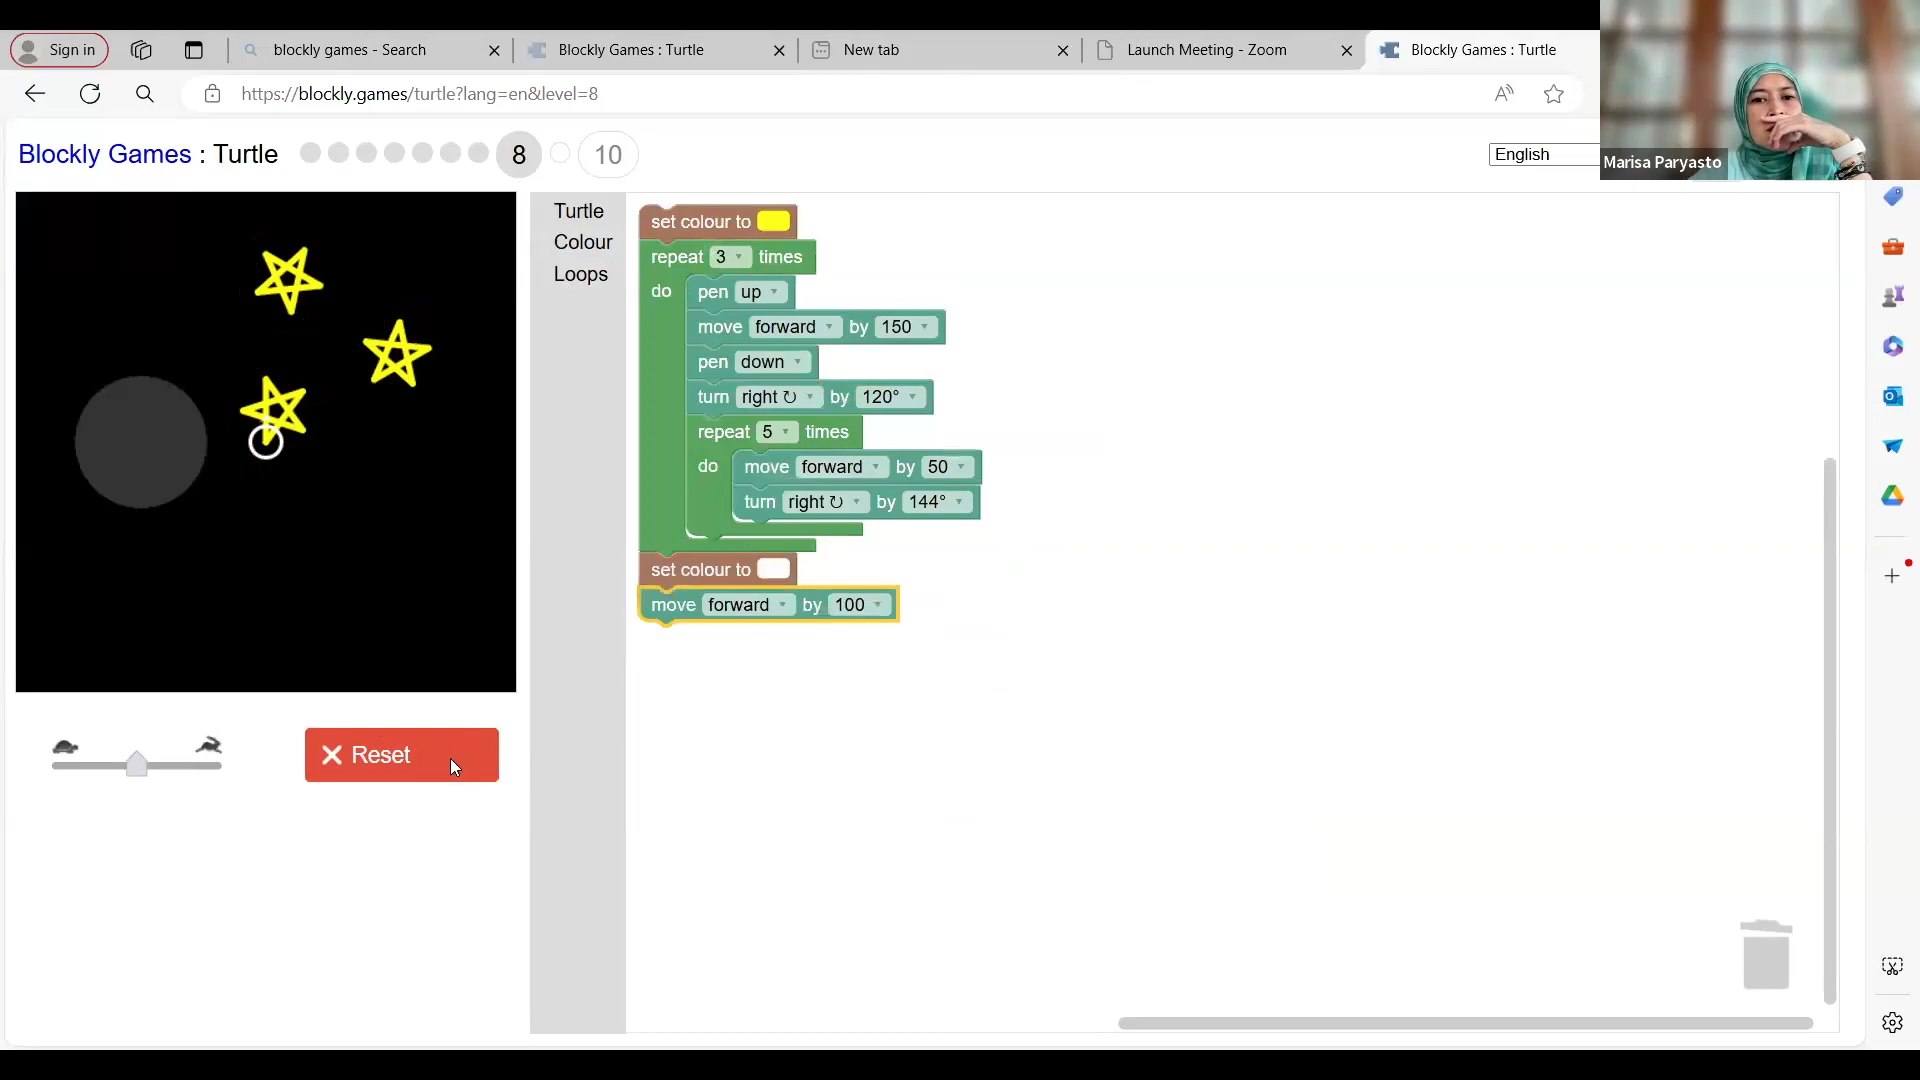 Sign in
blockly games - Search
Blockly Games : Turtle
New tab
Launch Meeting - Zoom
Blockly Games : Turtle
https://blockly.games/turtle?lang=en&level=8
Blockly Games : Turtle
8
10
English
Marisa Paryasto
Turtle
Colour
Loops
set colour to
repeat 3 times
do
pen up
move forward by 150
pen down
turn right ↻ by 120°
repeat 5 times
do
move forward by 50
turn right ↻ by 144°
set colour to
move forward by 100
Reset